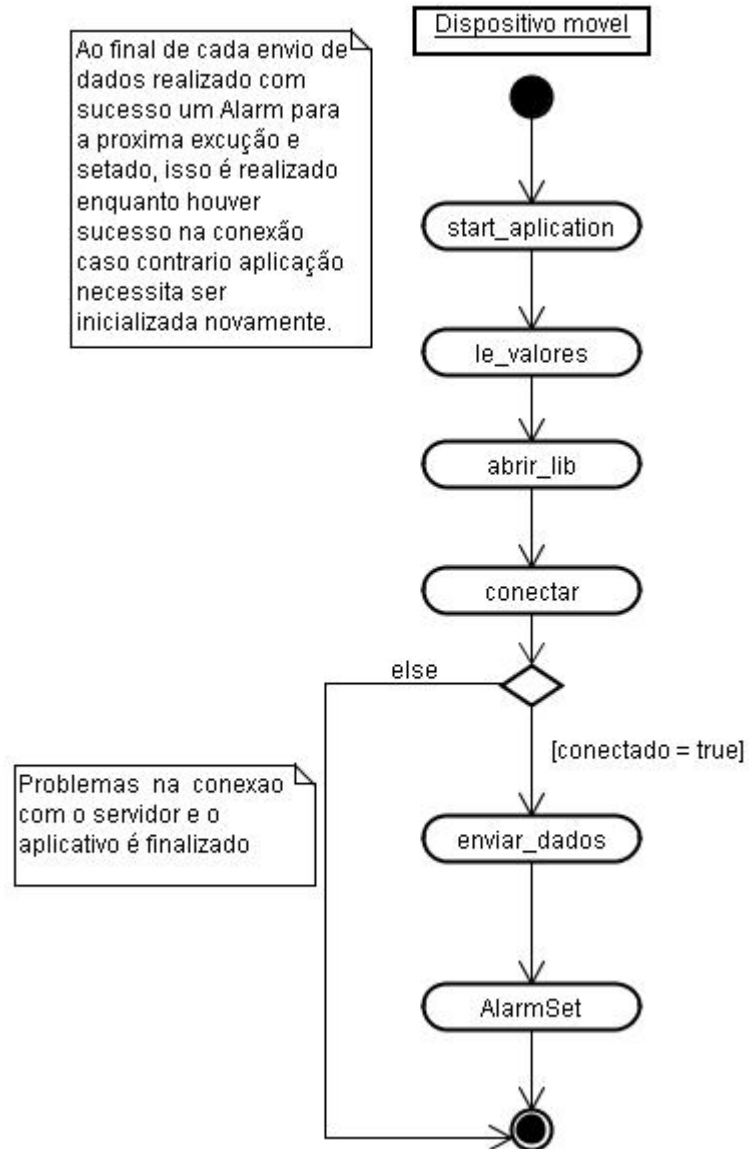 Dispositivo movel
Ao final de cada envio de
dados realizado com
sucesso um Alarm para
a proxima excução e
setado, isso é realizado
enquanto houver
sucesso na conexão
caso contrario aplicação
necessita ser
inicializada novamente.
start_aplication
le_valores
abrir_lib
conectar
else
[conectado = true]
Problemas na conexao
com o servidor e o
aplicativo é finalizado
enviar_dados
AlarmSet